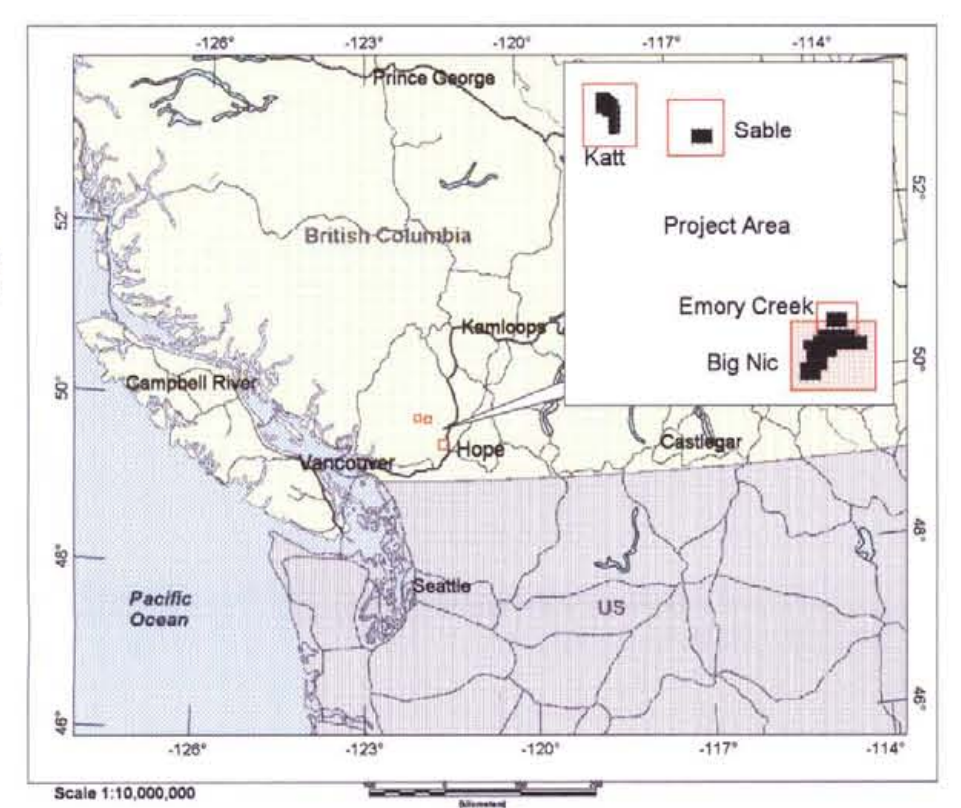 -126° -123° -120° -117° -114°
Prince George
Katt
Sable
52° 52°
British Columbia
Project Area
Emory Creek
Big Nic
Kamloops
50° 50°
Campbell River
Hope
Castlegar
Vancouver
48° 48°
Seattle
US
Pacific
Ocean
46° 46°
-126° -123° -120° -117° -114°
Scale 1:10,000,000